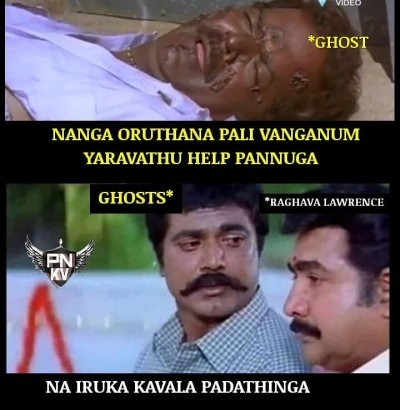 VIDEO
*GHOST
NANGA ORUTHANA PALI VANGANUM
YARAVATHU HELP PANNUGA
GHOSTS*
*RAGHAVA LAWRENCE
PN
KV
NA IRUKA KAVALA PADATHINGA